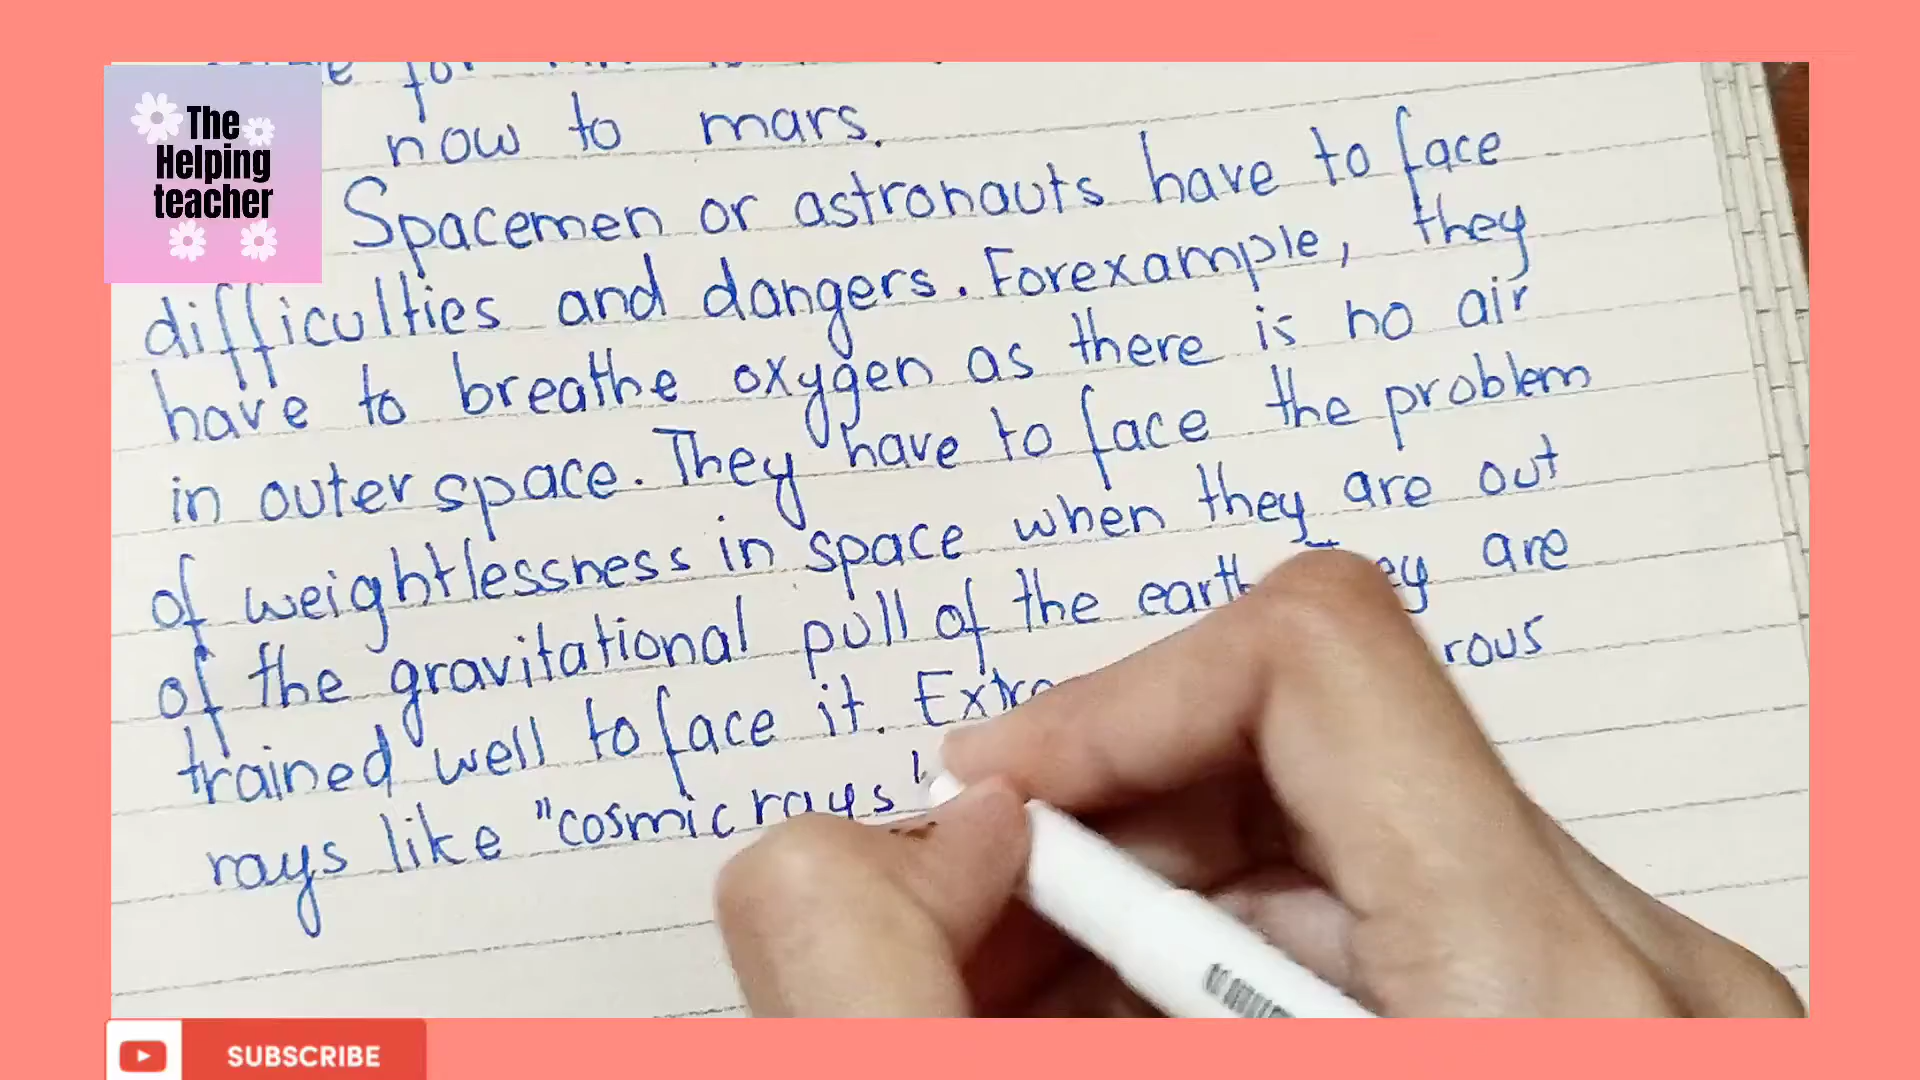 The
Helping
teacher
for
now to mars.
Spacemen or astronauts have to face
difficulties and dangers. Forexample, they
have to breathe oxygen as there is no air
in outer space. They have to face the problem
of weightlessness in space when they are out
of the gravitational pull of the earth. They are
trained well to face it. Extra rous
rays like "cosmic rays"
SUBSCRIBE